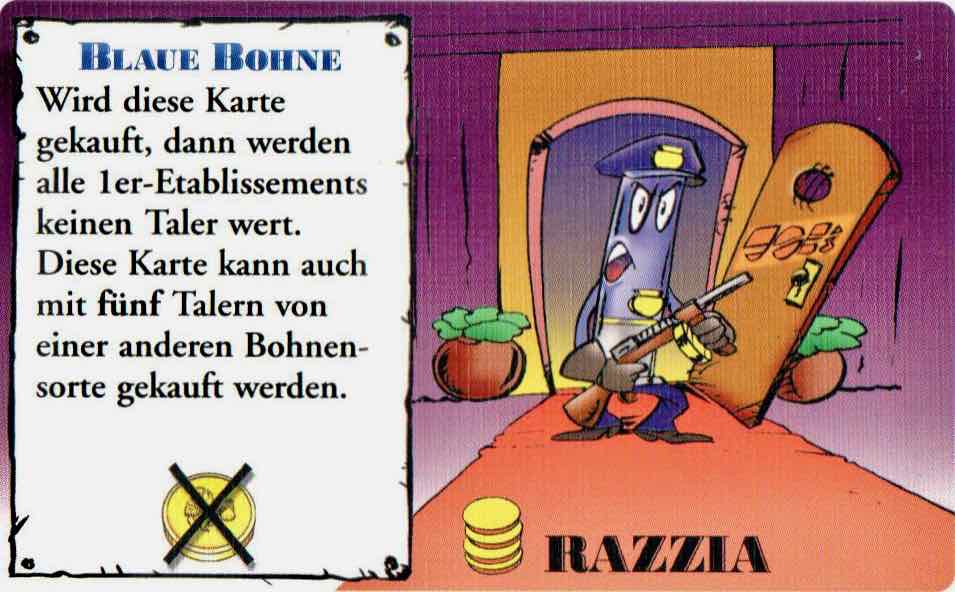 BLAUE BOHNE
Wird diese Karte
gekauft, dann werden
alle 1er-Etablissements
keinen Taler wert.
Diese Karte kann auch
mit fünf Talern von
einer anderen Bohnen-
sorte gekauft werden.
RAZZIA